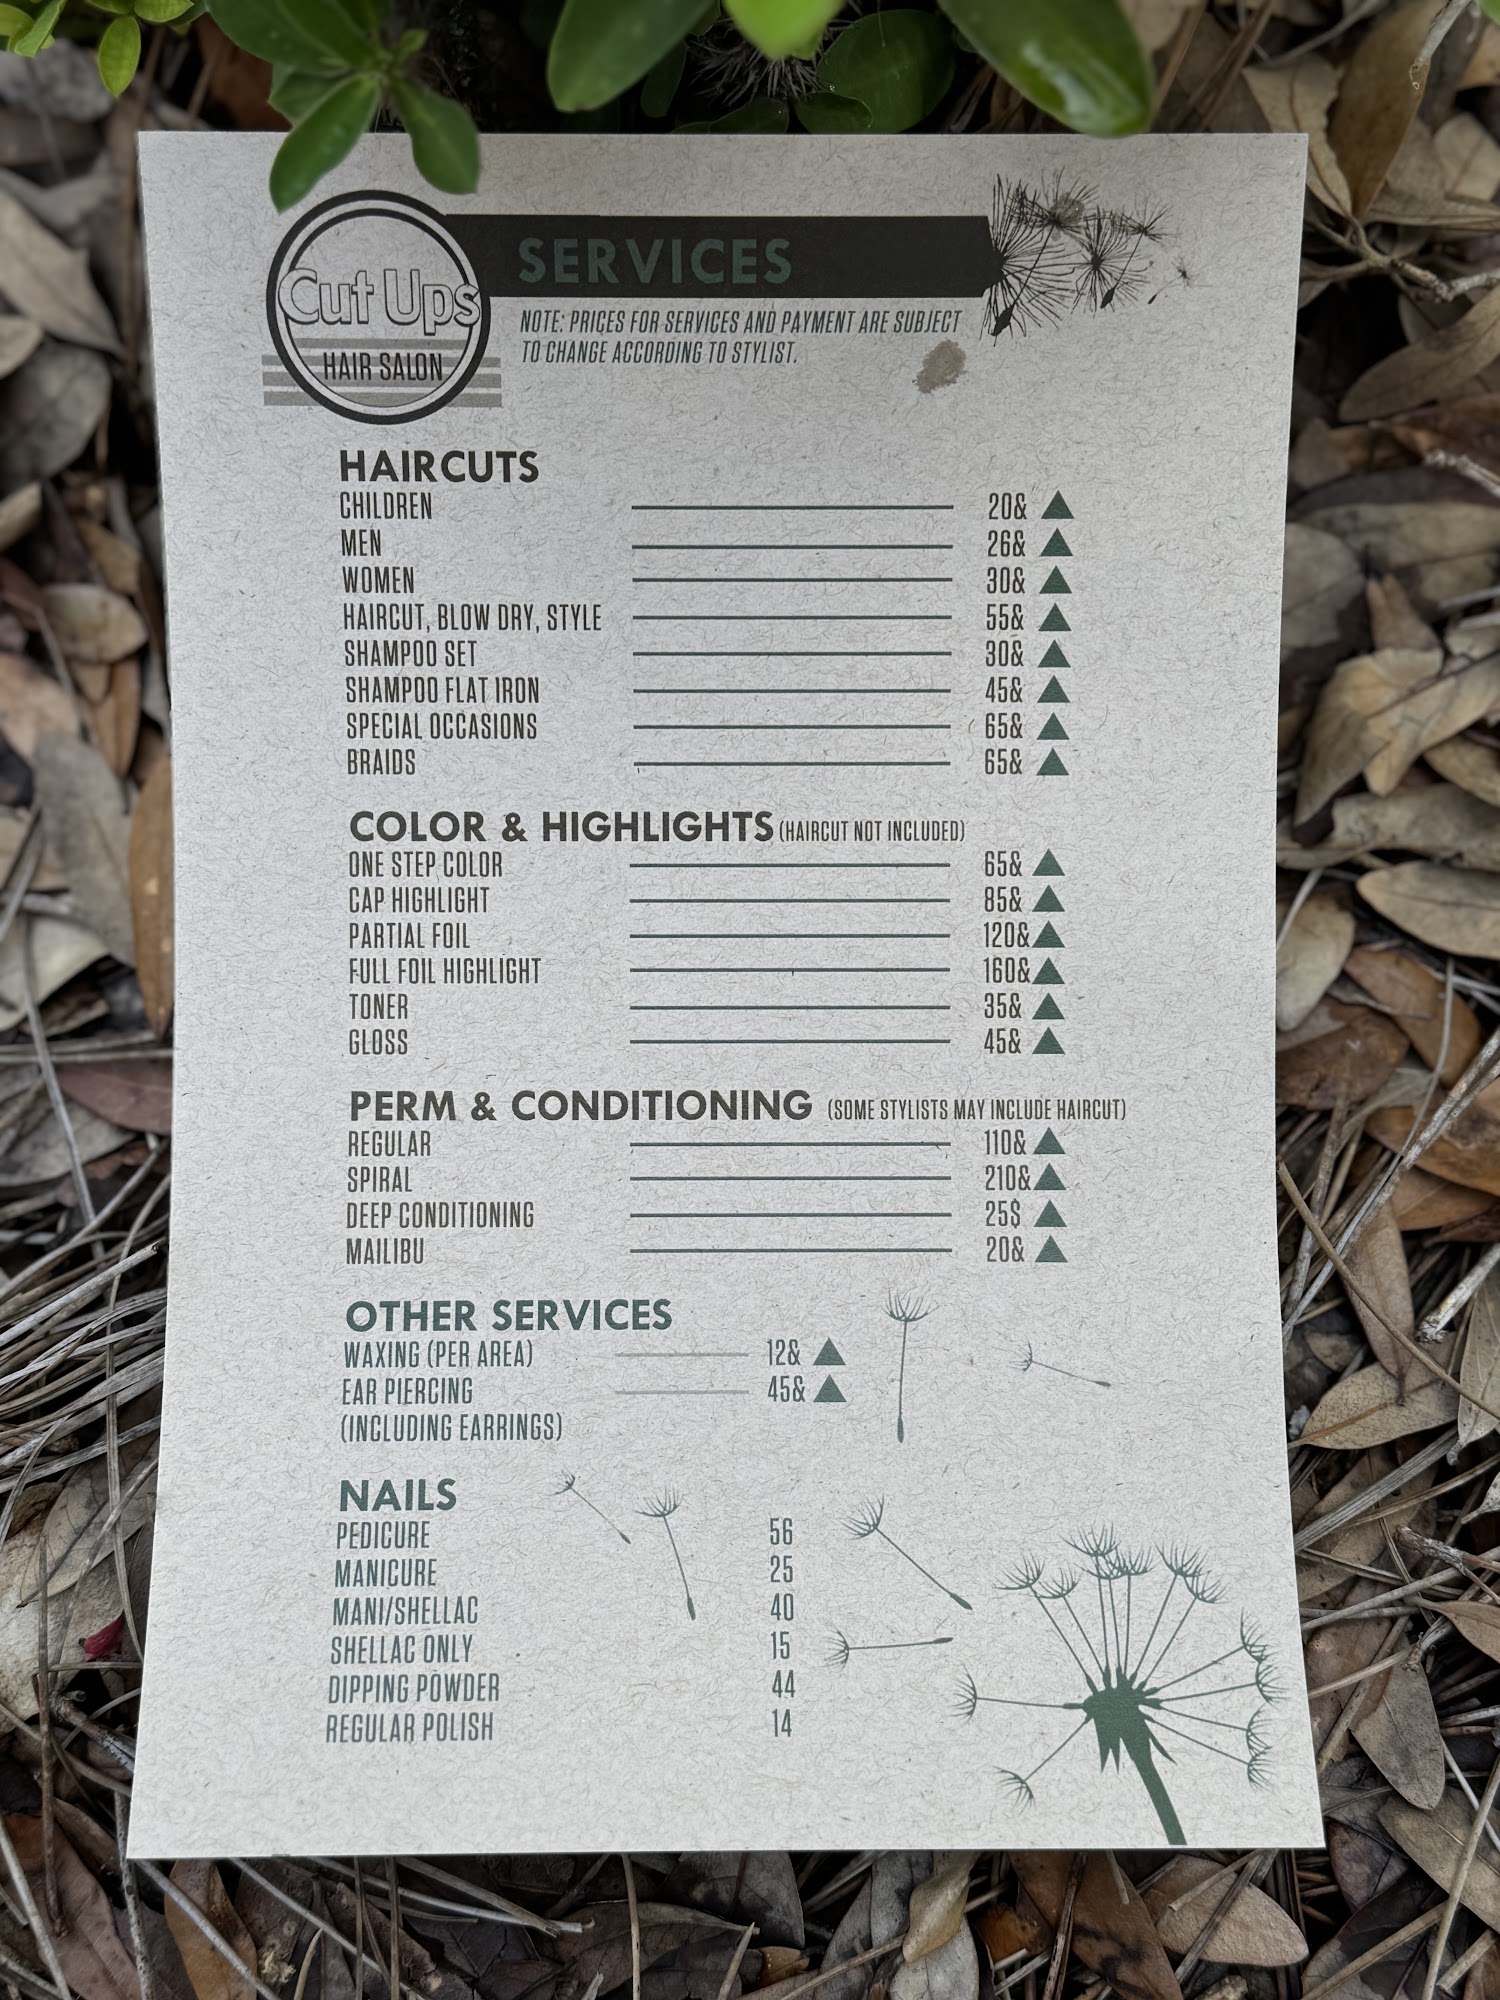 Cut Ups
HAIR SALON
SERVICES
NOTE: PRICES FOR SERVICES AND PAYMENT ARE SUBJECT
TO CHANGE ACCORDING TO STYLIST.
HAIRCUTS
CHILDREN 20& ▲
MEN 26& ▲
WOMEN 30& ▲
HAIRCUT, BLOW DRY, STYLE 55& ▲
SHAMPOO SET 30& ▲
SHAMPOO FLAT IRON 45& ▲
SPECIAL OCCASIONS 65& ▲
BRAIDS 65& ▲
COLOR & HIGHLIGHTS (HAIRCUT NOT INCLUDED)
ONE STEP COLOR 65& ▲
CAP HIGHLIGHT 85& ▲
PARTIAL FOIL 120& ▲
FULL FOIL HIGHLIGHT 160& ▲
TONER 35& ▲
GLOSS 45& ▲
PERM & CONDITIONING (SOME STYLISTS MAY INCLUDE HAIRCUT)
REGULAR 110& ▲
SPIRAL 210& ▲
DEEP CONDITIONING 25$ ▲
MAILIBU 20& ▲
OTHER SERVICES
WAXING (PER AREA) 12& ▲
EAR PIERCING 45& ▲
(INCLUDING EARRINGS)
NAILS
PEDICURE 56
MANICURE 25
MANI/SHELLAC 40
SHELLAC ONLY 15
DIPPING POWDER 44
REGULAR POLISH 14